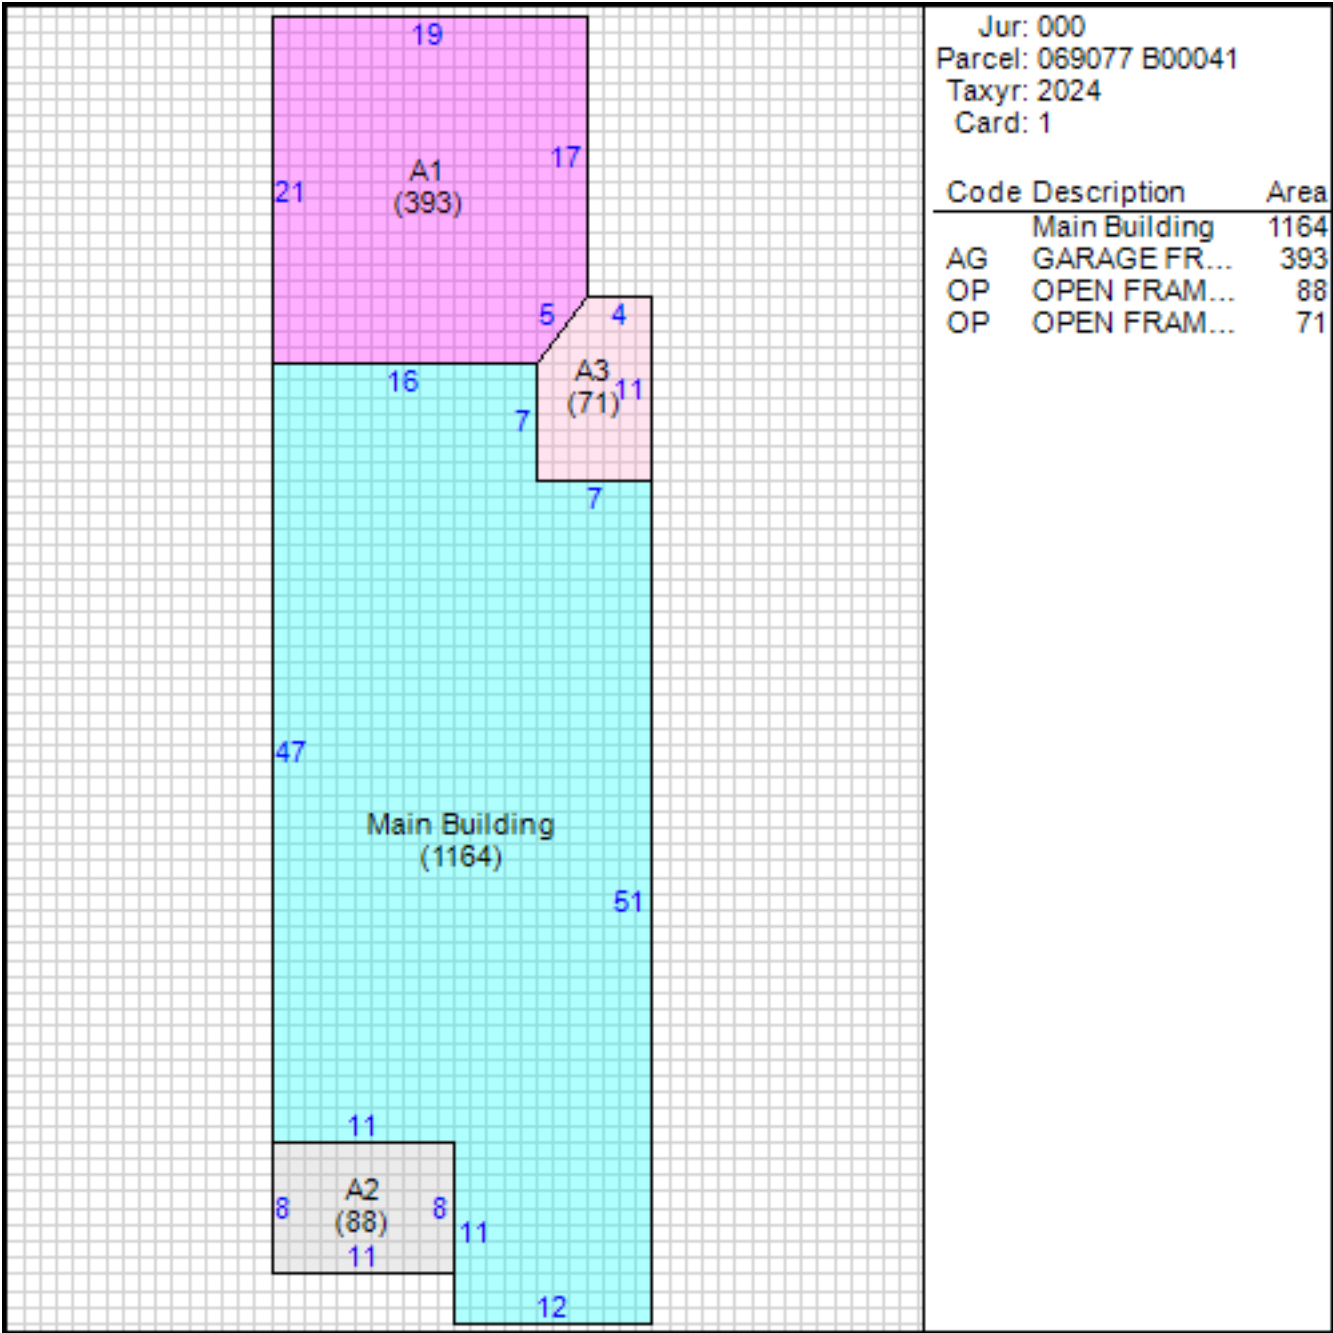 19
17
A1
21
(393)
5
4
A3
11
(71)
16
7
7
47
Main Building
(1164)
51
11
A2
8
8
(88)
11
11
12
Jur: 000
Parcel: 069077 B00041
Taxyr: 2024
Card: 1
Code Description Area
Main Building 1164
AG GARAGE FR... 393
OP OPEN FRAM... 88
OP OPEN FRAM... 71